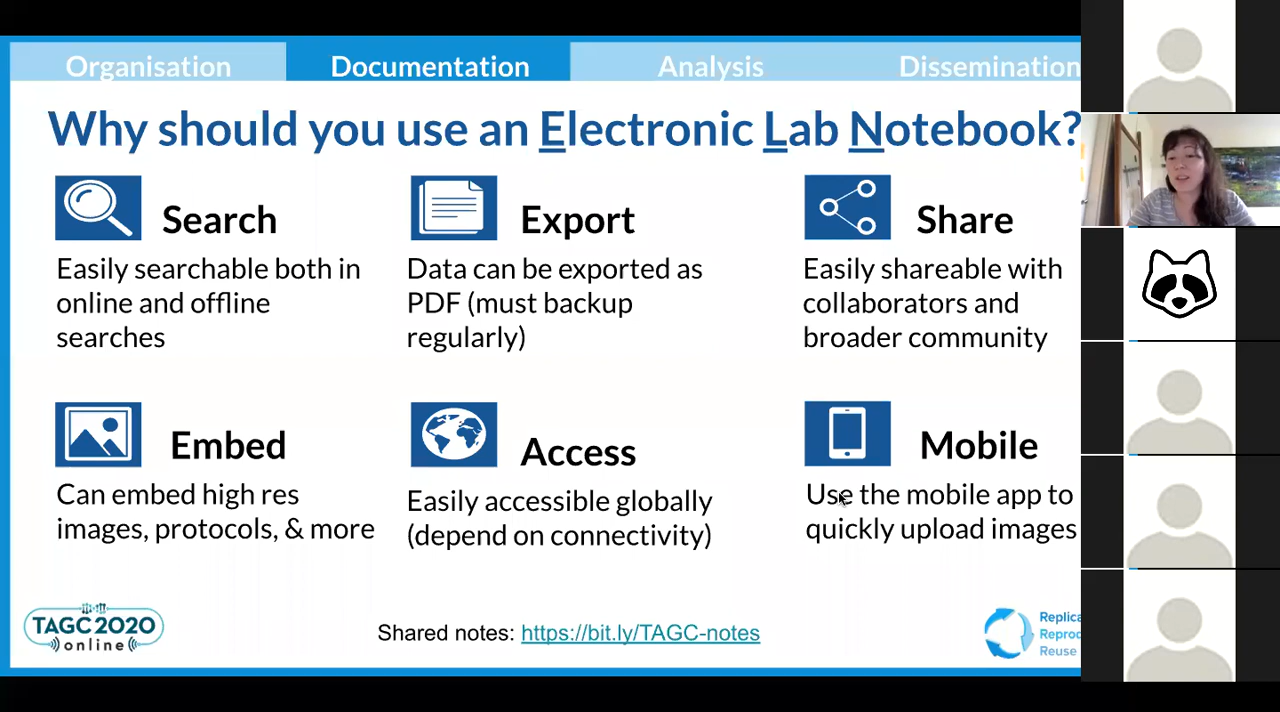 Organisation Documentation Analysis Dissemination
Why should you use an Electronic Lab Notebook?
Search
Easily searchable both in
online and offline
searches
Export
Data can be exported as
PDF (must backup
regularly)
Share
Easily shareable with
collaborators and
broader community
Embed
Can embed high res
images, protocols, & more
Access
Easily accessible globally
(depend on connectivity)
Mobile
Use the mobile app to
quickly upload images
TAGC 2020
online
Shared notes: https://bit.ly/TAGC-notes
Reuse